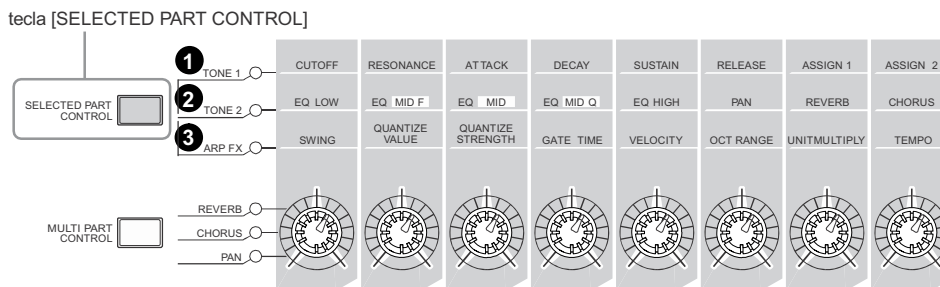 tecla [SELECTED PART CONTROL]
1 TONE 1 CUTOFF RESONANCE ATTACK DECAY SUSTAIN RELEASE ASSIGN 1 ASSIGN 2
SELECTED PART
CONTROL
2 TONE 2 EQ LOW EQ MID F EQ MID EQ MID Q EQ HIGH PAN REVERB CHORUS
3 ARP FX SWING QUANTIZE
VALUE QUANTIZE
STRENGTH GATE TIME VELOCITY OCT RANGE UNITMULTIPLY TEMPO
MULTI PART
CONTROL
REVERB
CHORUS
PAN